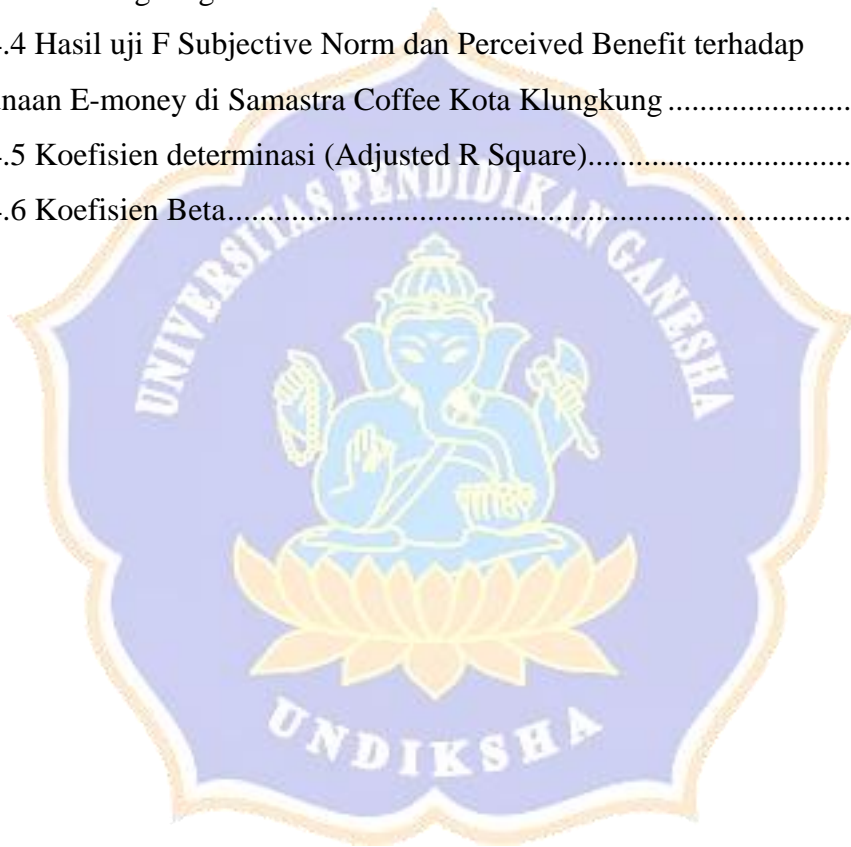 .4 Hasil uji F Subjective Norm dan Perceived Benefit terhadap
naan E-money di Samastra Coffee Kota Klungkung .......................
.5 Koefisien determinasi (Adjusted R Square)..................................
.6 Koefisien Beta...............................................................................
UNIVERSITAS PENDIDIKAN GANESHA
UNDIKSHA